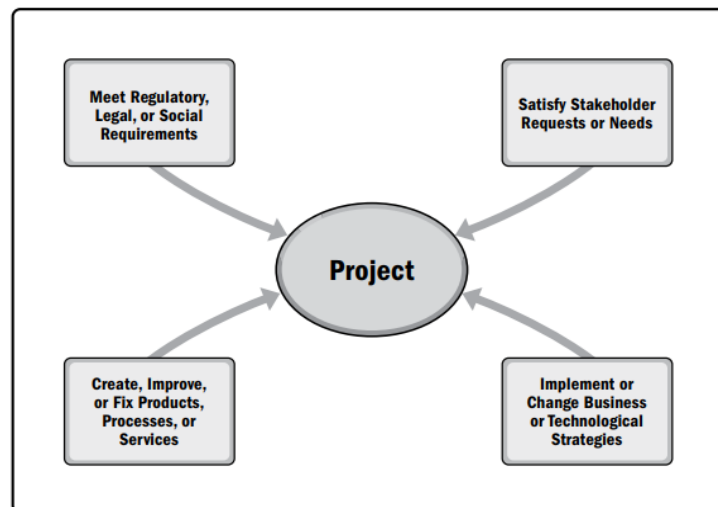 Meet Regulatory,
Legal, or Social
Requirements
Satisfy Stakeholder
Requests or Needs
Project
Create, Improve,
or Fix Products,
Processes, or
Services
Implement or
Change Business
or Technological
Strategies